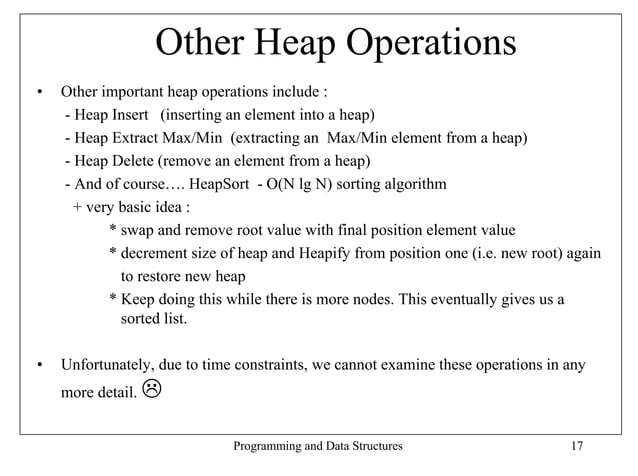 Other Heap Operations
• Other important heap operations include :
- Heap Insert (inserting an element into a heap)
- Heap Extract Max/Min (extracting an Max/Min element from a heap)
- Heap Delete (remove an element from a heap)
- And of course…. HeapSort - O(N lg N) sorting algorithm
+ very basic idea :
* swap and remove root value with final position element value
* decrement size of heap and Heapify from position one (i.e. new root) again
to restore new heap
* Keep doing this while there is more nodes. This eventually gives us a
sorted list.
• Unfortunately, due to time constraints, we cannot examine these operations in any
more detail. ☹
Programming and Data Structures 17